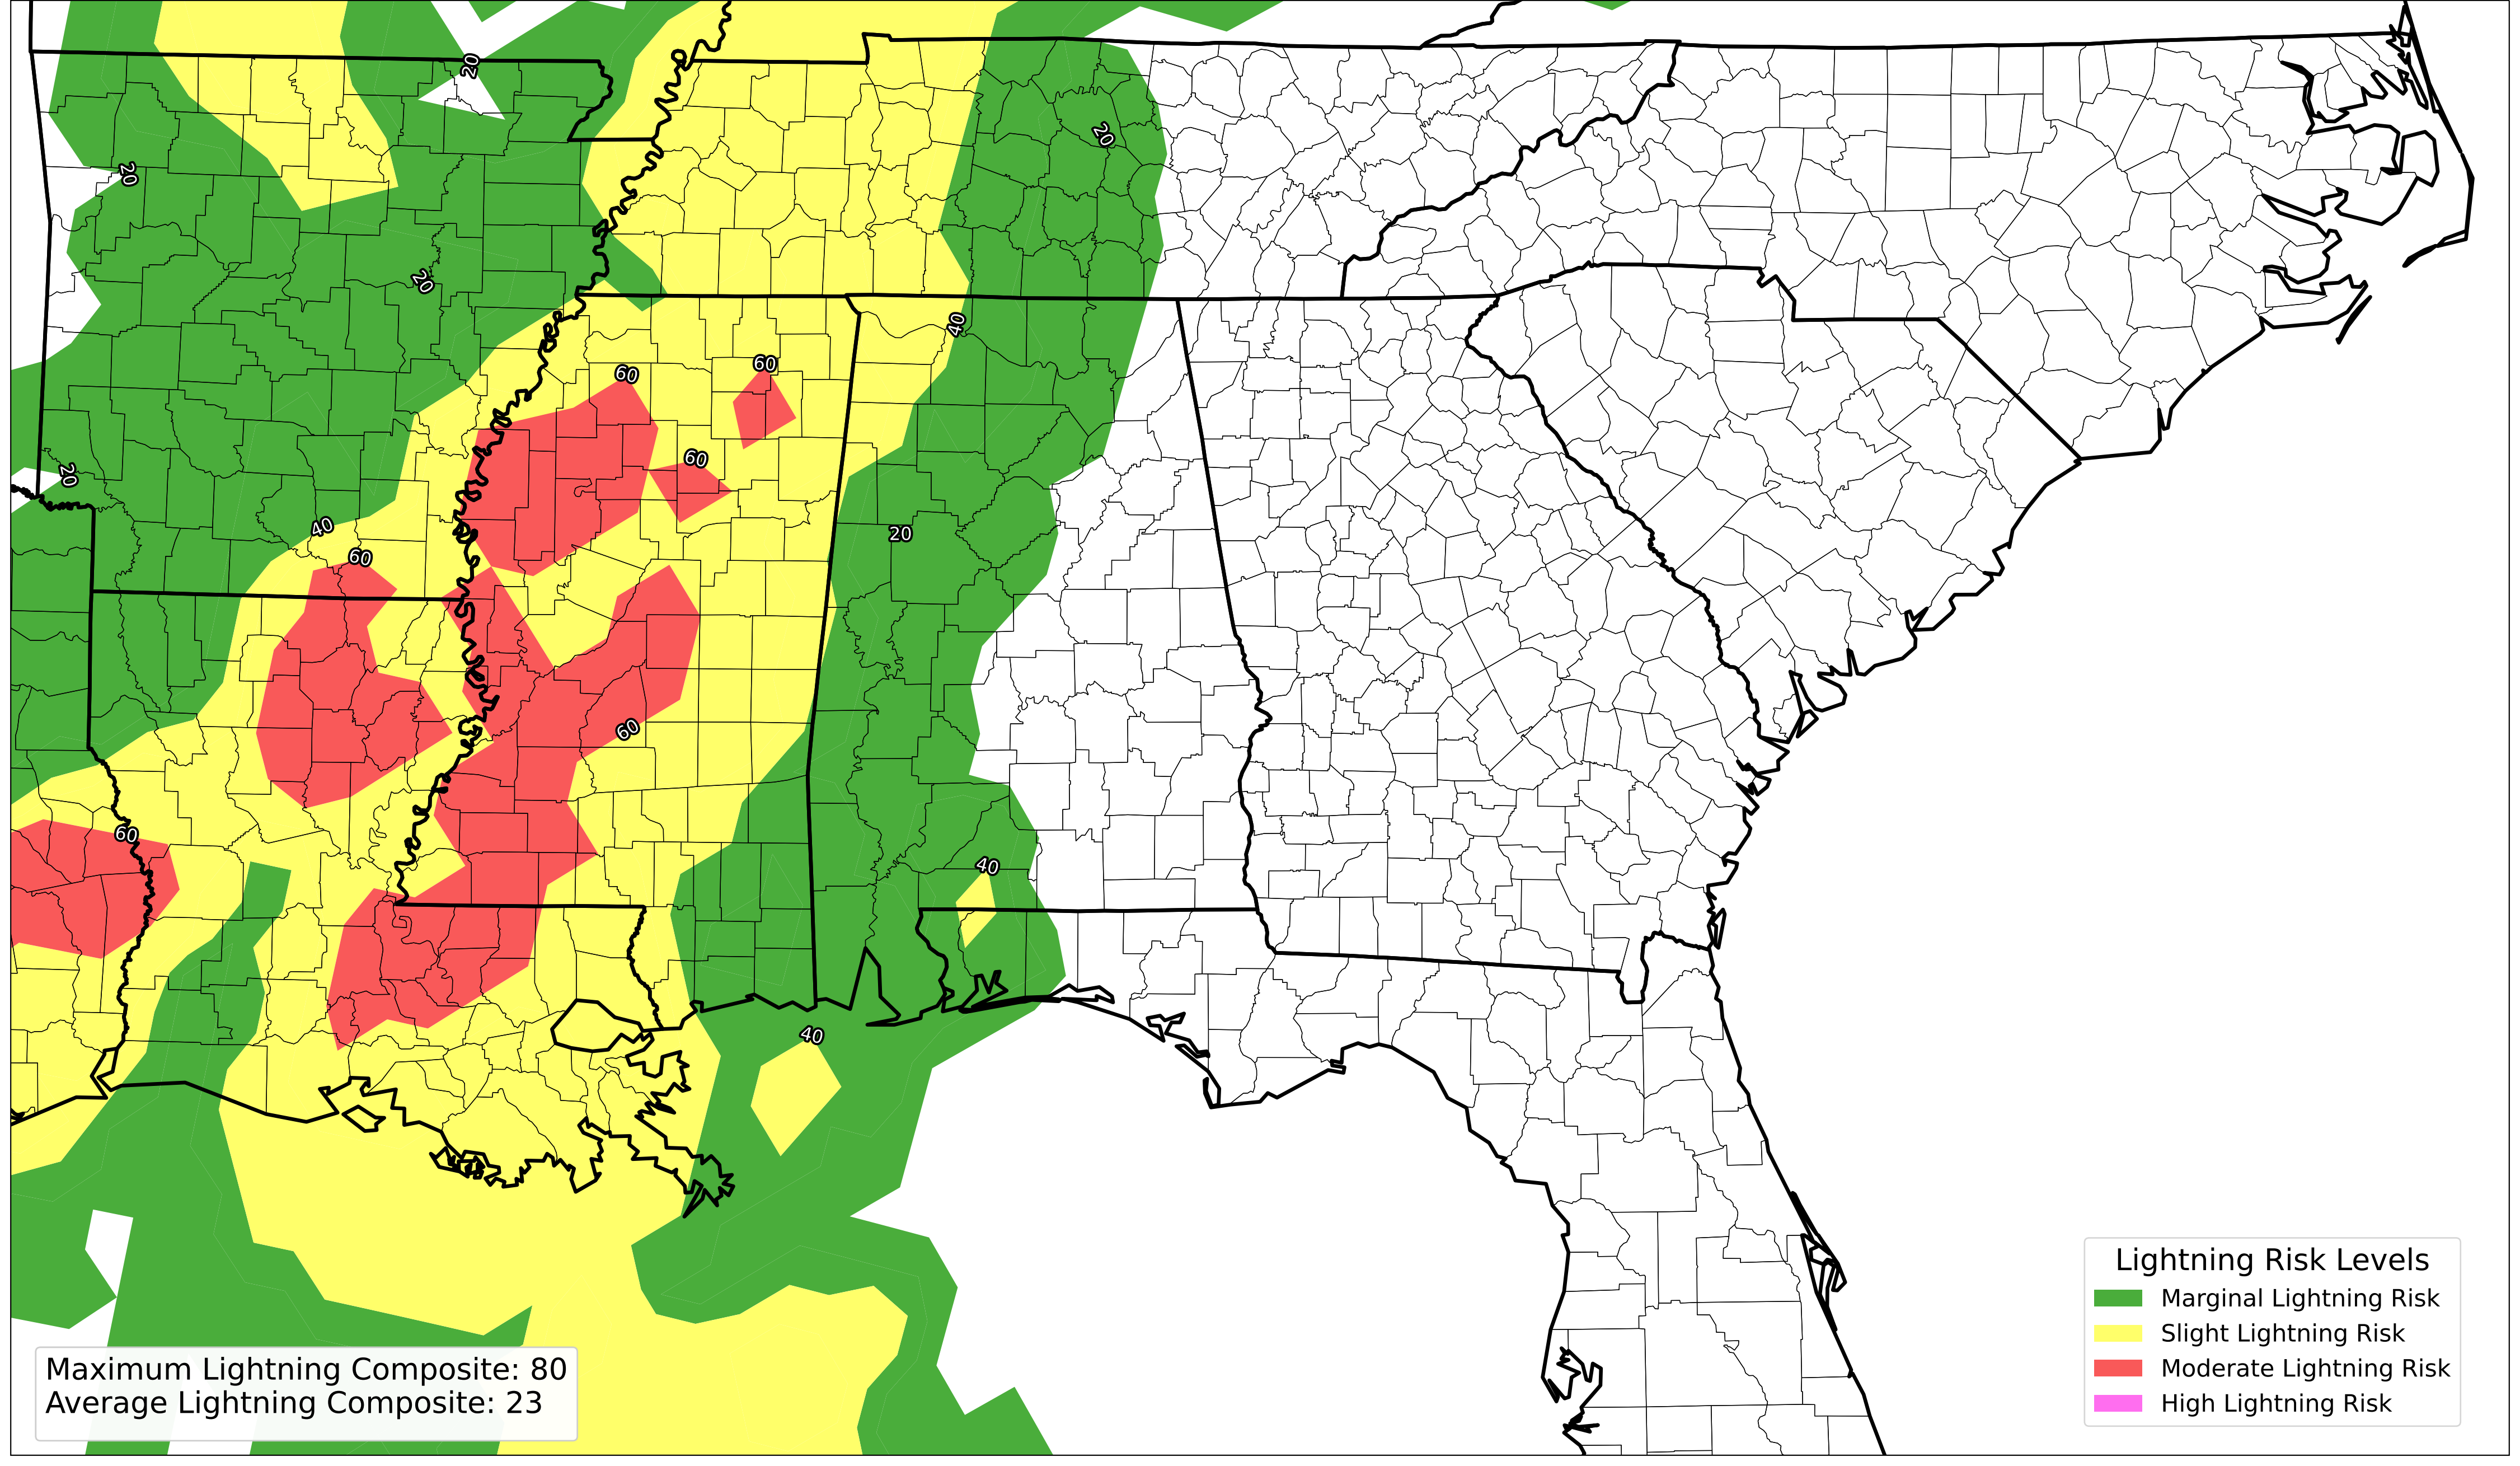 20
20
20
40
60
60
20
60
20
40
20
60
60
60
40
40
Lightning Risk Levels
Marginal Lightning Risk
Slight Lightning Risk
Moderate Lightning Risk
High Lightning Risk
Maximum Lightning Composite: 80
Average Lightning Composite: 23